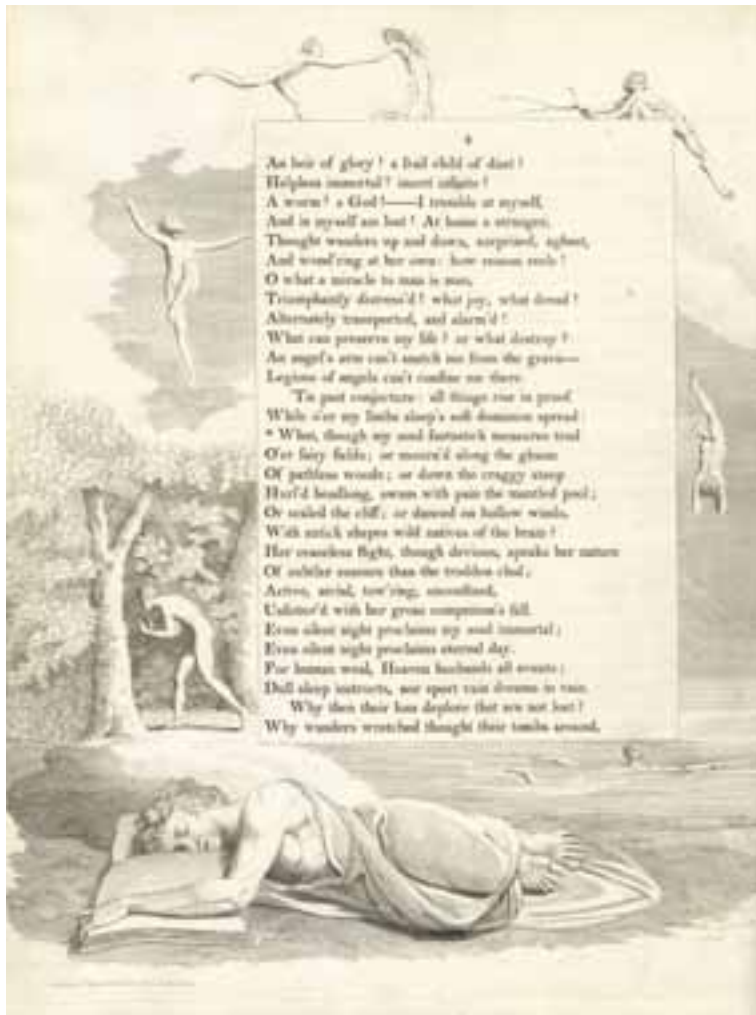 4
An heir of glory! a frail child of dust!
Helpless immortal! insect infinite!
A worm! a God!——I tremble at myself,
And in myself am lost! At home a stranger,
Thought wanders up and down, surprized, aghast,
And wond'ring at her own: how reason reels!
O what a miracle to man is man,
Triumphantly distress'd! what joy, what dread!
Alternately transported, and alarm'd!
What can preserve my life? or what destroy?
An angel's arm can't snatch me from the grave—
Legions of angels can't confine me there.
'Tis past conjecture: all things rise in proof
While o'er my limbs sleep's soft dominion spread:
* What, though my soul fantastick measures trod
O'er fairy fields; or mourn'd along the gloom
Of pathless woods; or down the craggy steep
Hurl'd headlong, swam with pain the mantled pool;
Or scaled the cliff; or danced on hollow winds,
With antick shapes wild natives of the brain?
Her ceaseless flight, though devious, speaks her nature
Of subtler essence than the trodden clod;
Active, aerial, tow'ring, unconfined,
Unfetter'd with her gross companion's fall.
Even silent night proclaims my soul immortal;
Even silent night proclaims eternal day.
For human weal, Heaven husbands all events;
Dull sleep instructs, nor sport vain dreams in vain.
Why then their loss deplore that are not lost?
Why wanders wretched thought their tombs around,